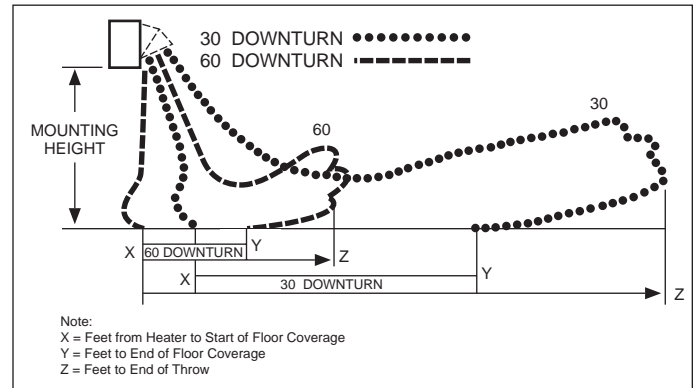 30 DOWNTURN
60 DOWNTURN
MOUNTING
HEIGHT
60
30
X 60 DOWNTURN Y Z
X 30 DOWNTURN Y Z
Note:
X = Feet from Heater to Start of Floor Coverage
Y = Feet to End of Floor Coverage
Z = Feet to End of Throw